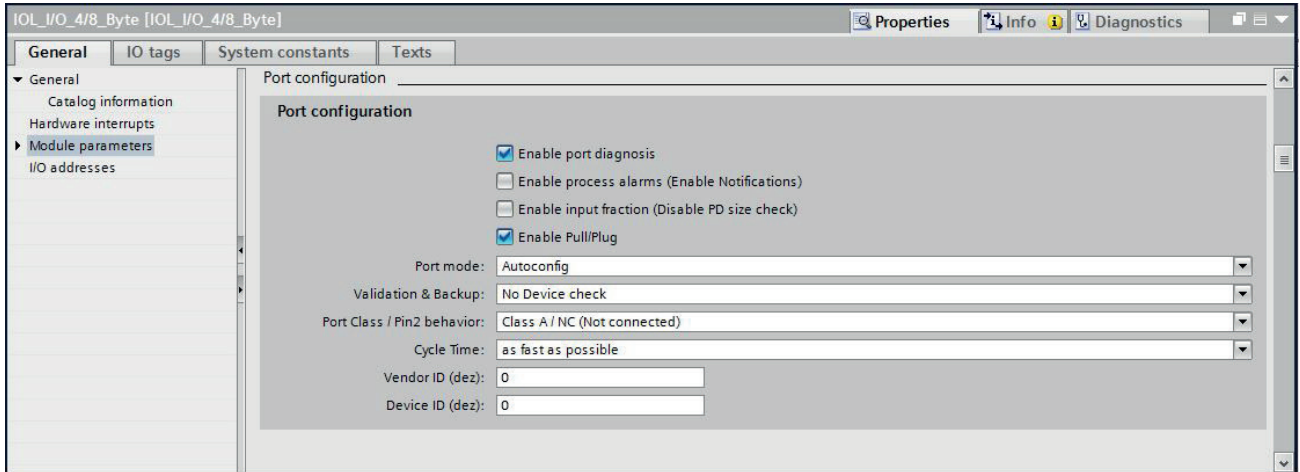 IOL_I/O_4/8_Byte [IOL_I/O_4/8_Byte]
Properties
Info
Diagnostics
General
IO tags
System constants
Texts
General
Catalog information
Hardware interrupts
Module parameters
I/O addresses
Port configuration
Port configuration
Enable port diagnosis
Enable process alarms (Enable Notifications)
Enable input fraction (Disable PD size check)
Enable Pull/Plug
Port mode: Autoconfig
Validation & Backup: No Device check
Port Class / Pin2 behavior: Class A / NC (Not connected)
Cycle Time: as fast as possible
Vendor ID (dez): 0
Device ID (dez): 0